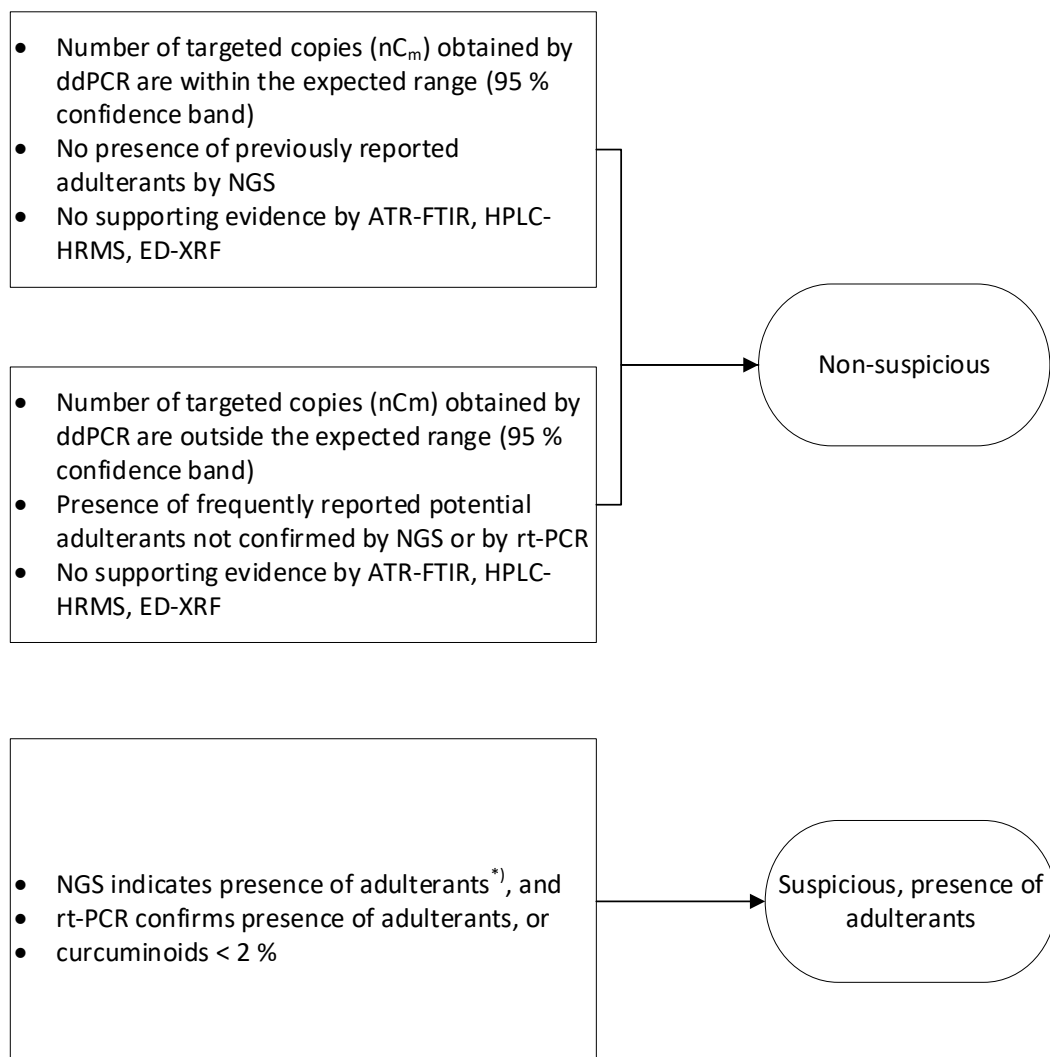 • Number of targeted copies (nCm) obtained by
ddPCR are within the expected range (95 %
confidence band)
• No presence of previously reported
adulterants by NGS
• No supporting evidence by ATR-FTIR, HPLC-
HRMS, ED-XRF
Non-suspicious
• Number of targeted copies (nCm) obtained by
ddPCR are outside the expected range (95 %
confidence band)
• Presence of frequently reported potential
adulterants not confirmed by NGS or by rt-PCR
• No supporting evidence by ATR-FTIR, HPLC-
HRMS, ED-XRF
• NGS indicates presence of adulterants*), and
• rt-PCR confirms presence of adulterants, or
• curcuminoids < 2 %
Suspicious, presence of
adulterants